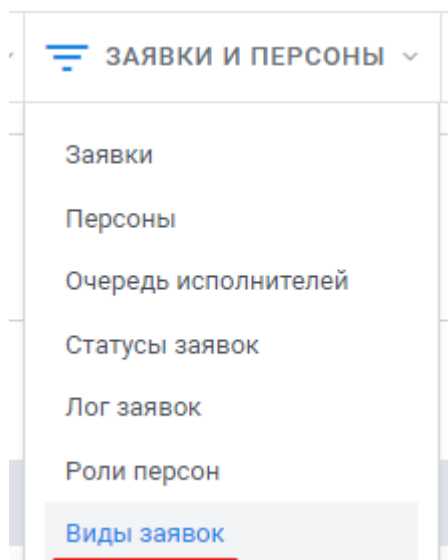 ЗАЯВКИ И ПЕРСОНЫ
Заявки
Персоны
Очередь исполнителей
Статусы заявок
Лог заявок
Роли персон
Виды заявок